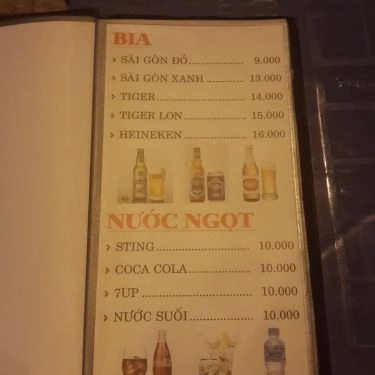 BIA
SÀI GÒN ĐỎ.................... 9.000
SÀI GÒN XANH ............ 13.000
TIGER ............................ 14.000
TIGER LON ................... 15.000
HEINEKEN..................... 16.000
NƯỚC NGỌT
STING............................ 10.000
COCA COLA.................. 10.000
7UP ................................. 10.000
NƯỚC SUỐI .................. 10.000